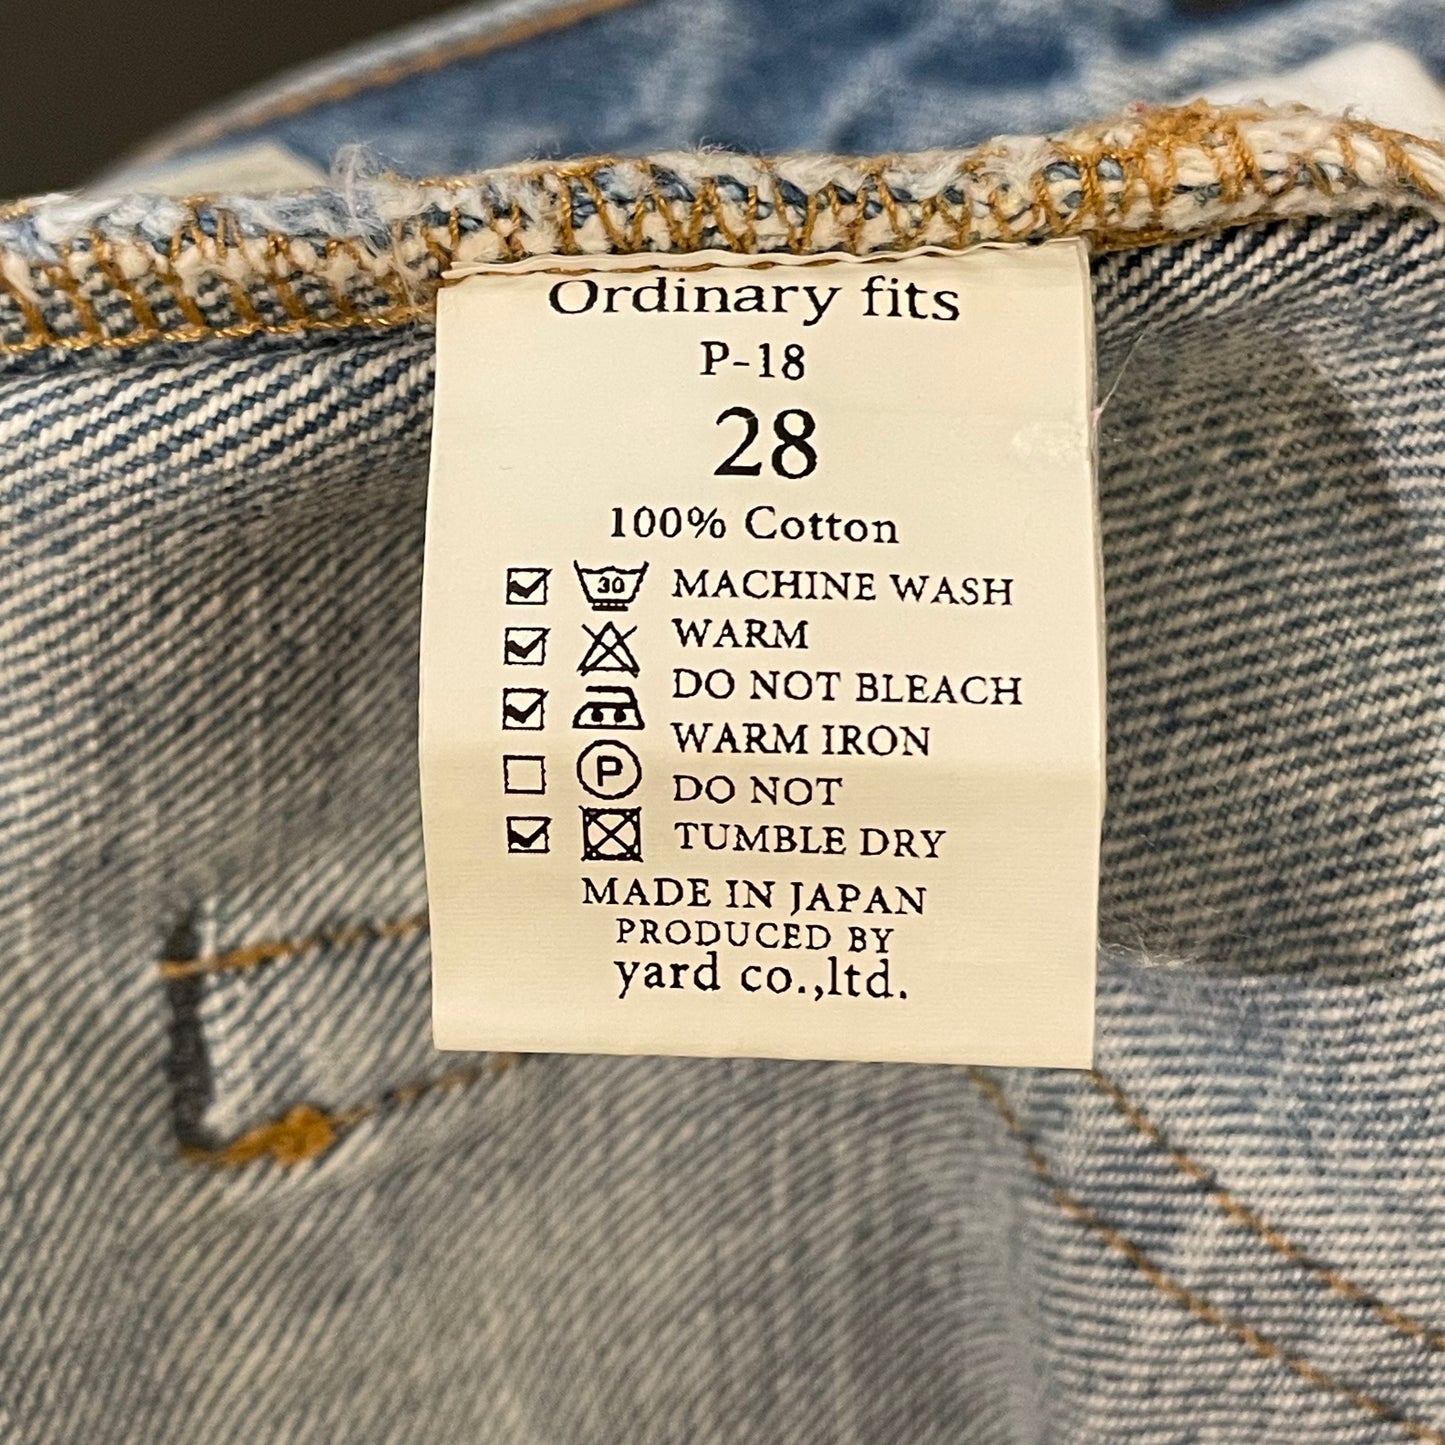 Ordinary fits
P-18
28
100% Cotton
30 MACHINE WASH
WARM
DO NOT BLEACH
WARM IRON
P DO NOT
TUMBLE DRY
MADE IN JAPAN
PRODUCED BY
yard co.,ltd.